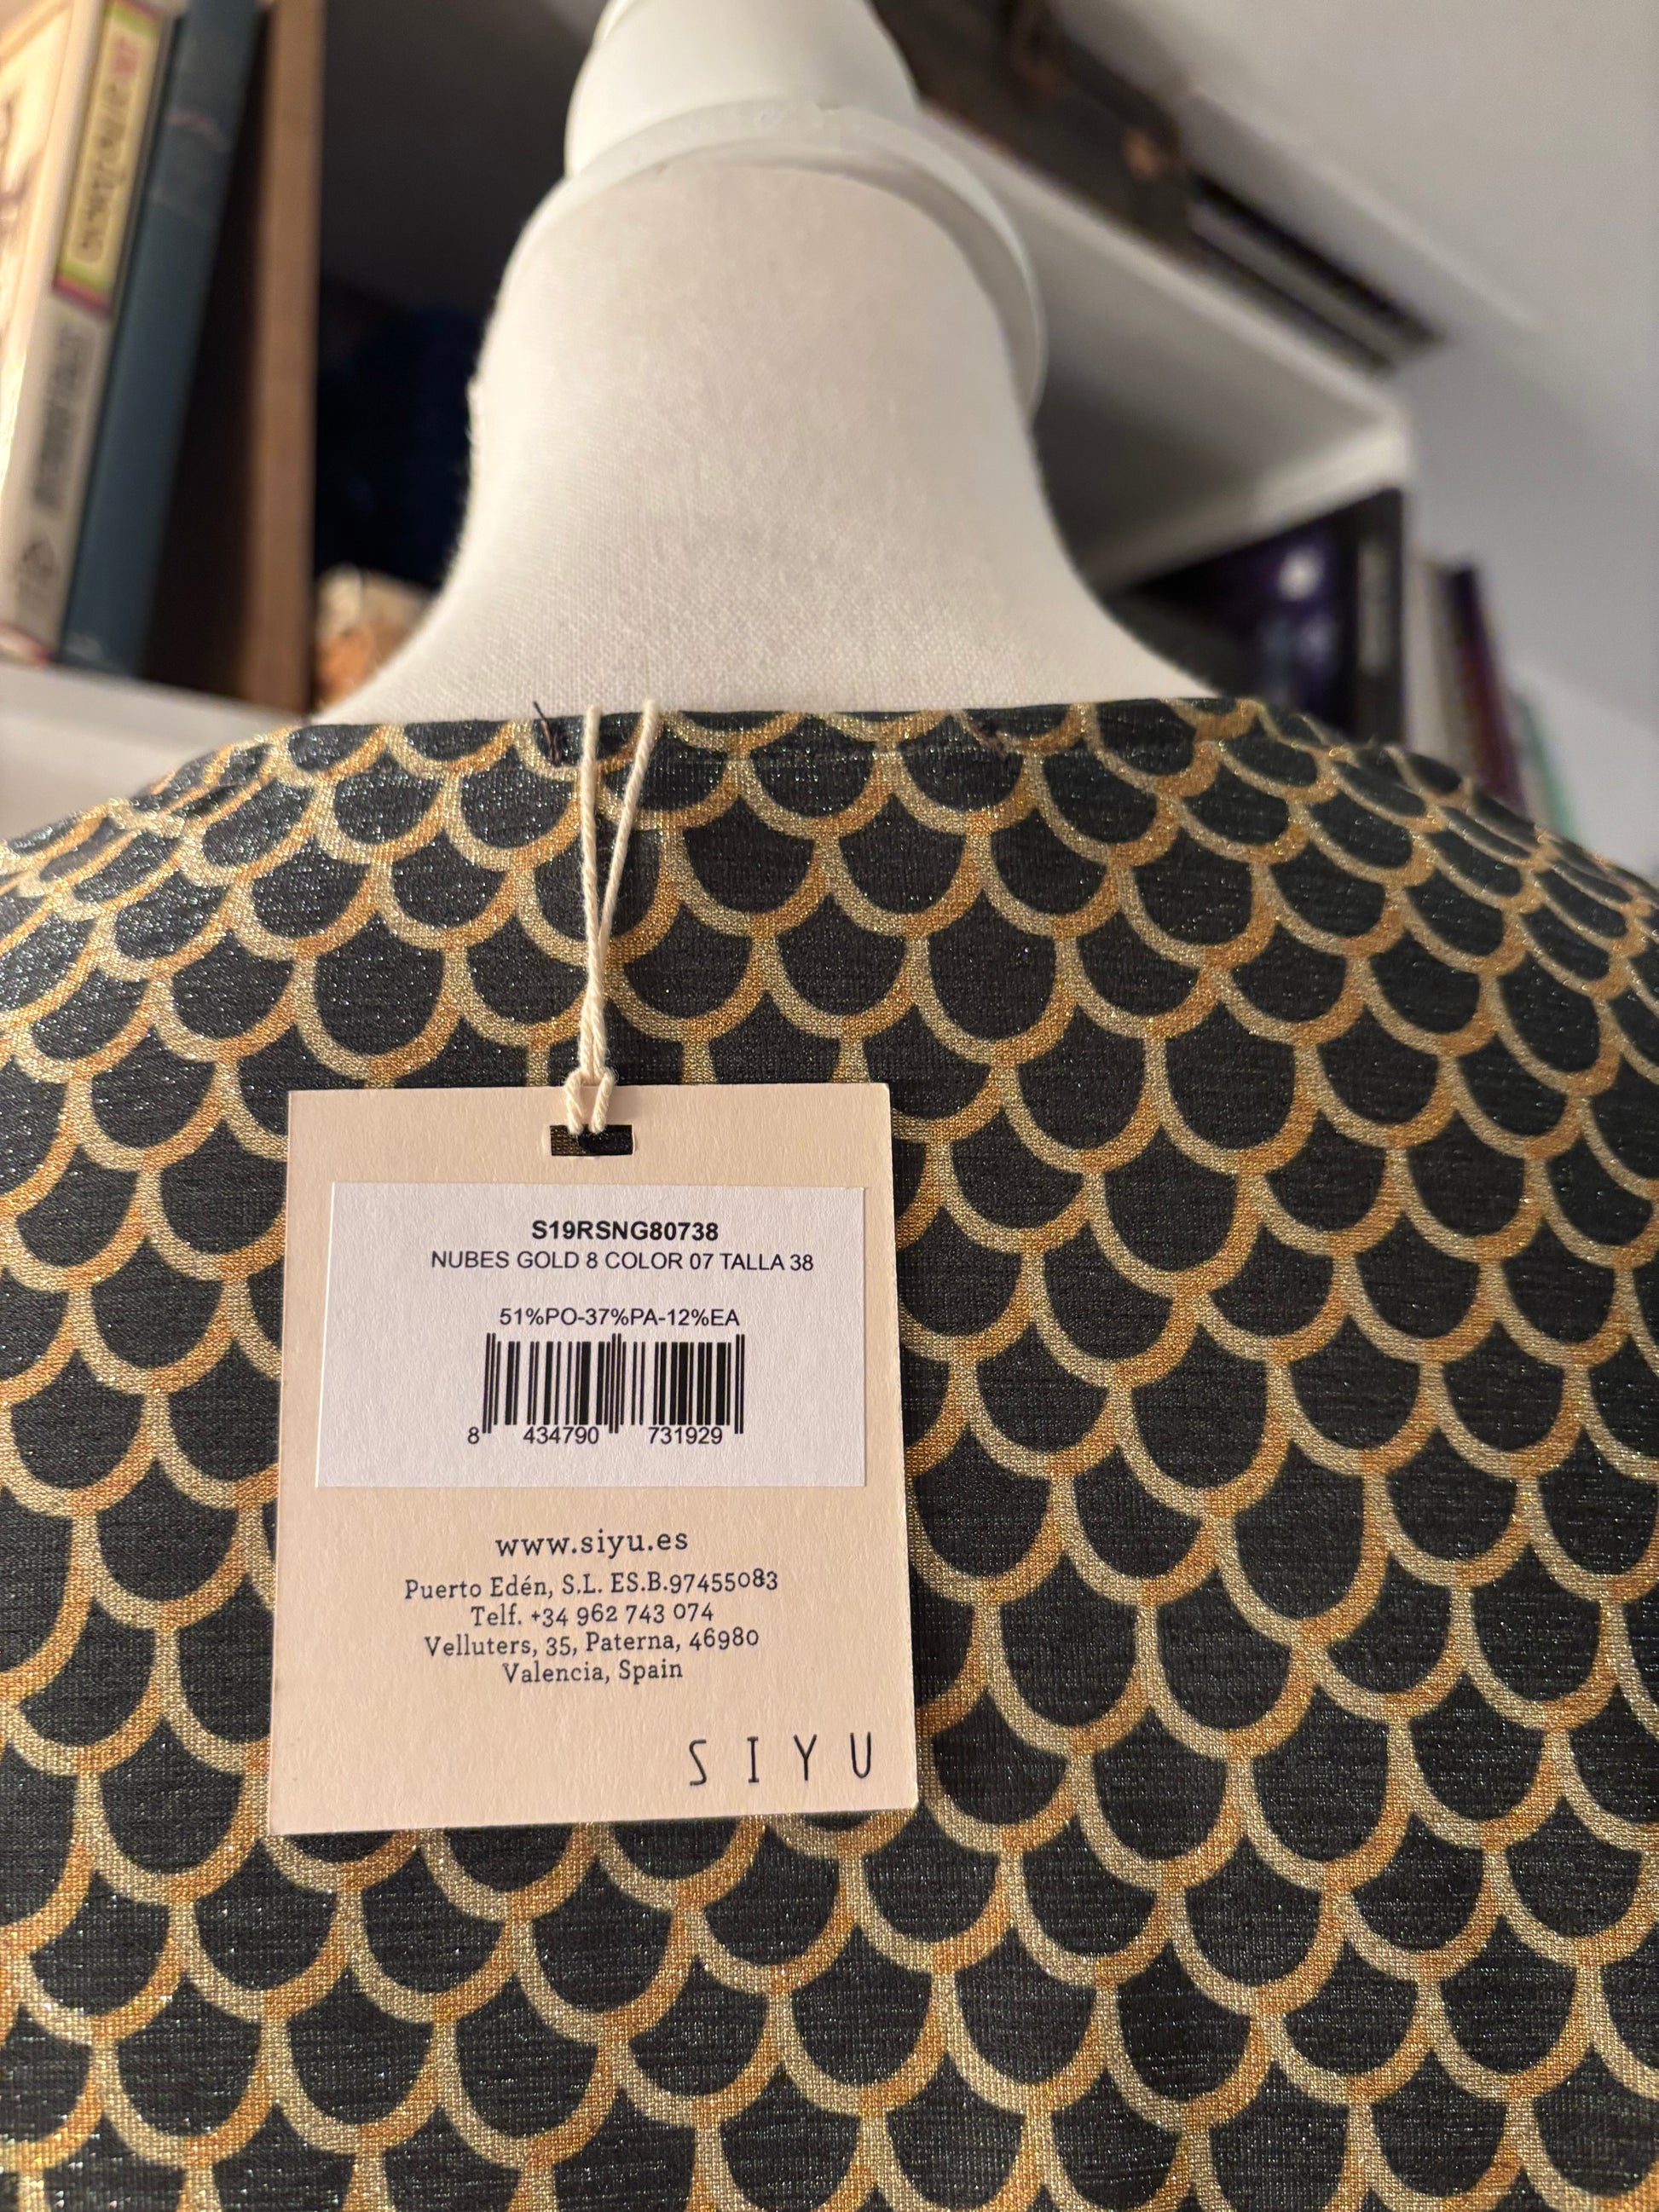 S19RSNG80738
NUBES GOLD 8 COLOR 07 TALLA 38
51%PO-37%PA-12%EA
8 434790 731929
www.siyu.es
Puerto Edén, S.L. ES.B.97455083
Telf. +34 962 743 074
Velluters, 35, Paterna, 46980
Valencia, Spain
SIYU